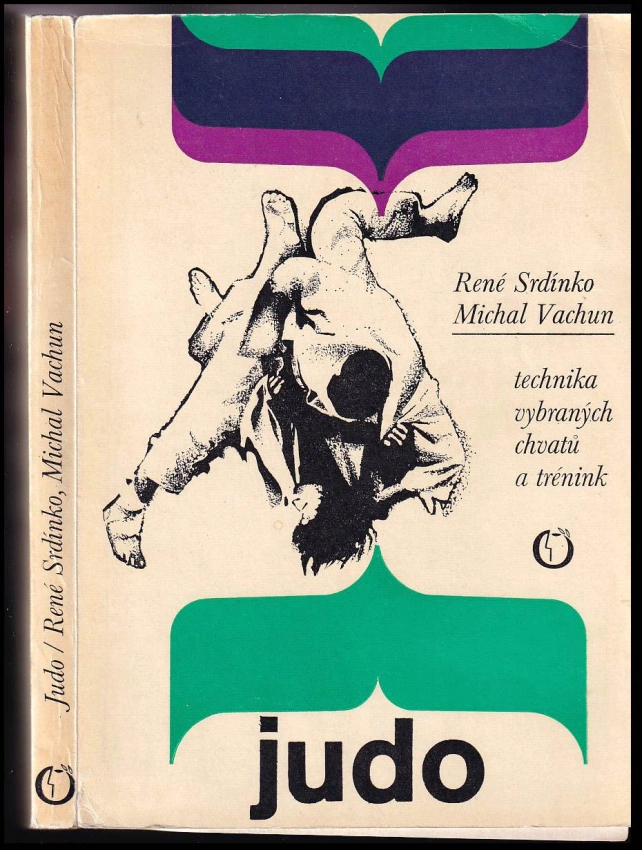 René Srdínko
Michal Vachun
technika
vybraných
chvatů
a trénink
judo
Judo / René Srdínko, Michal Vachun